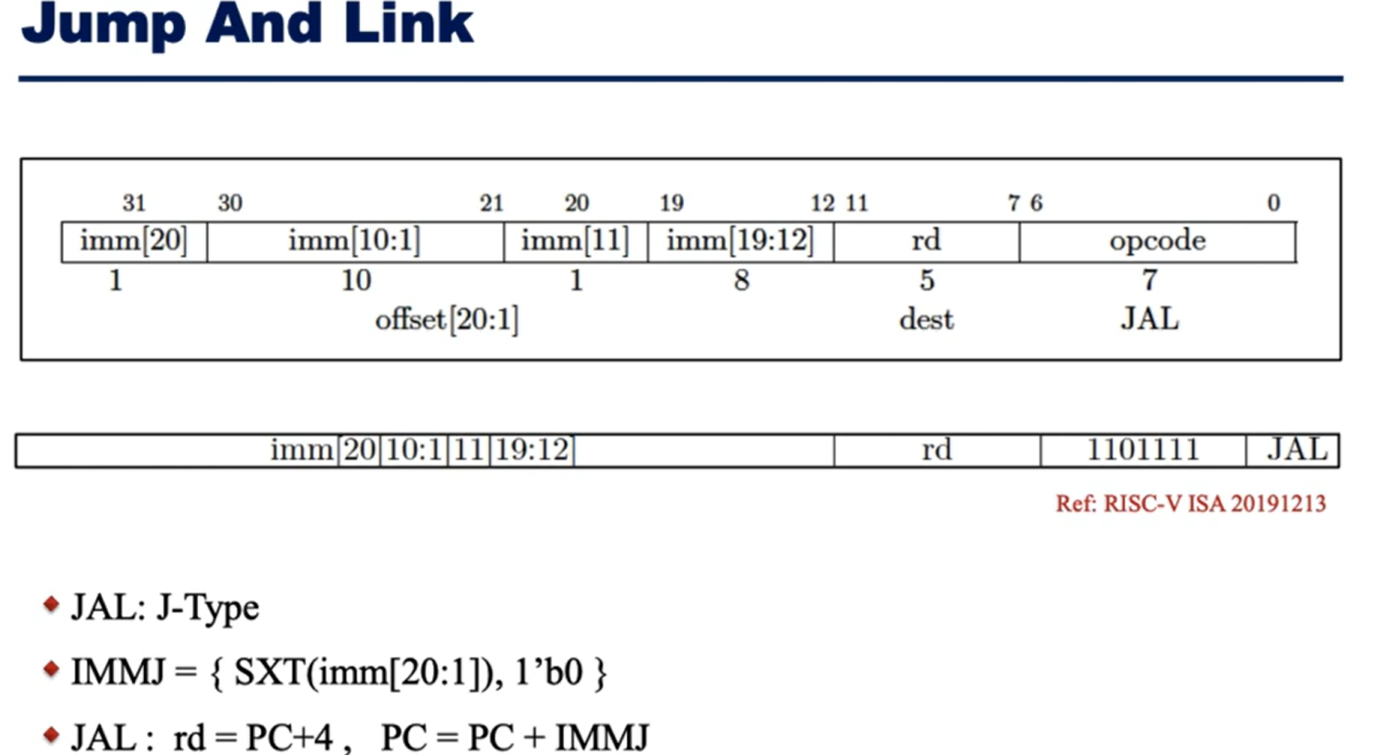 Jump And Link
31 30 21 20 19 12 11 7 6 0
imm[20] imm[10:1] imm[11] imm[19:12] rd opcode
1 10 1 8 5 7
offset[20:1] dest JAL
imm[20|10:1|11|19:12] rd 1101111 JAL
Ref: RISC-V ISA 20191213
JAL: J-Type
IMMJ = { SXT(imm[20:1]), 1’b0 }
JAL : rd = PC+4 , PC = PC + IMMJ